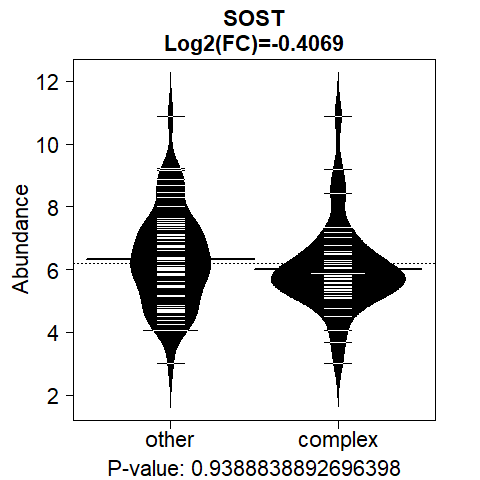 SOST
Log2(FC)=-0.4069
Abundance
12
10
8
6
4
2
other complex
P-value: 0.9388838892696398